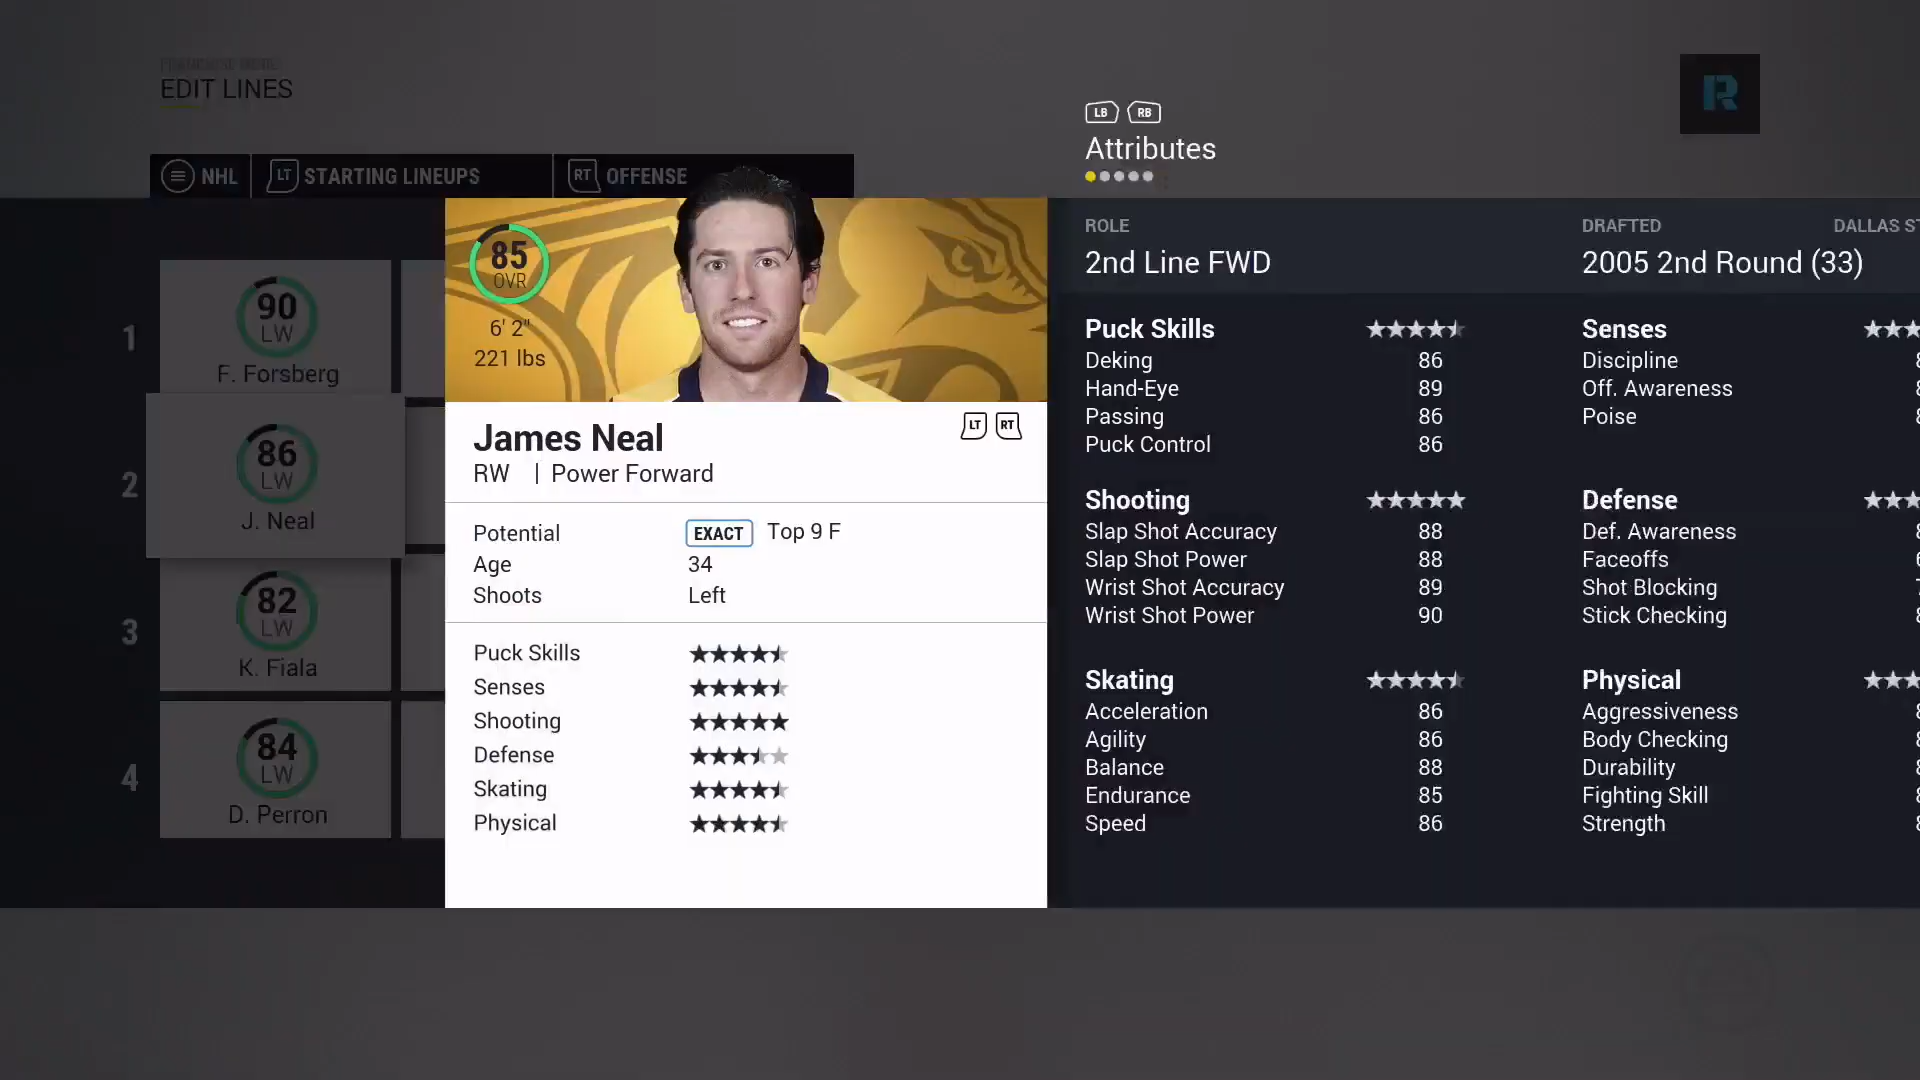 FRANCHISE MODE
EDIT LINES
R
NHL
LT STARTING LINEUPS
RT OFFENSE
1
90
LW
F. Forsberg
2
86
LW
J. Neal
3
82
LW
K. Fiala
4
84
LW
D. Perron
85
OVR
6' 2"
221 lbs
James Neal
LT RT
RW | Power Forward
Potential EXACT Top 9 F
Age 34
Shoots Left
Puck Skills
Senses
Shooting
Defense
Skating
Physical
LB RB
Attributes
ROLE
2nd Line FWD
DRAFTED
2005 2nd Round (33)
DALLAS ST
Puck Skills
Deking 86
Hand-Eye 89
Passing 86
Puck Control 86
Shooting
Slap Shot Accuracy 88
Slap Shot Power 88
Wrist Shot Accuracy 89
Wrist Shot Power 90
Skating
Acceleration 86
Agility 86
Balance 88
Endurance 85
Speed 86
Senses
Discipline
Off. Awareness
Poise
Defense
Def. Awareness
Faceoffs
Shot Blocking
Stick Checking
Physical
Aggressiveness
Body Checking
Durability
Fighting Skill
Strength